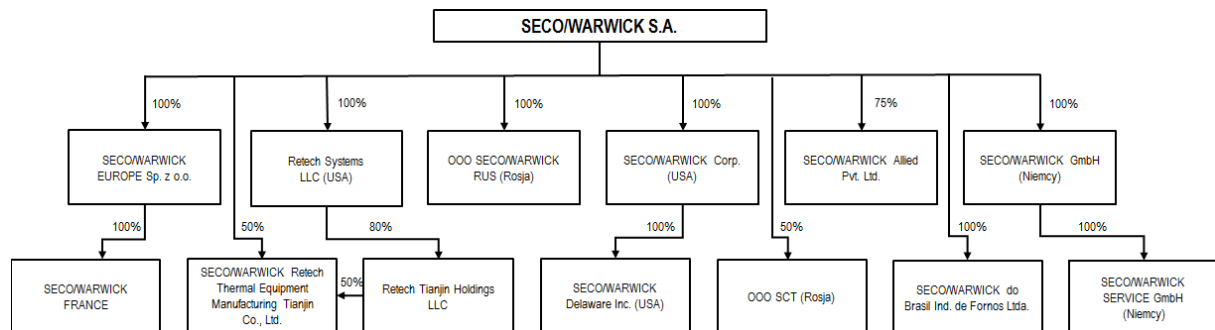 SECO/WARWICK S.A.
100%
100%
100%
100%
75%
100%
SECO/WARWICK
EUROPE Sp. z o.o.
Retech Systems
LLC (USA)
OOO SECO/WARWICK
RUS (Rosja)
SECO/WARWICK Corp.
(USA)
SECO/WARWICK Allied
Pvt. Ltd.
SECO/WARWICK GmbH
(Niemcy)
100%
50%
80%
100%
50%
100%
100%
SECO/WARWICK
FRANCE
SECO/WARWICK Retech
Thermal Equipment
Manufacturing Tianjin
Co., Ltd.
50%
Retech Tianjin Holdings
LLC
SECO/WARWICK
Delaware Inc. (USA)
OOO SCT (Rosja)
SECO/WARWICK do
Brasil Ind. de Fornos Ltda.
SECO/WARWICK
SERVICE GmbH
(Niemcy)